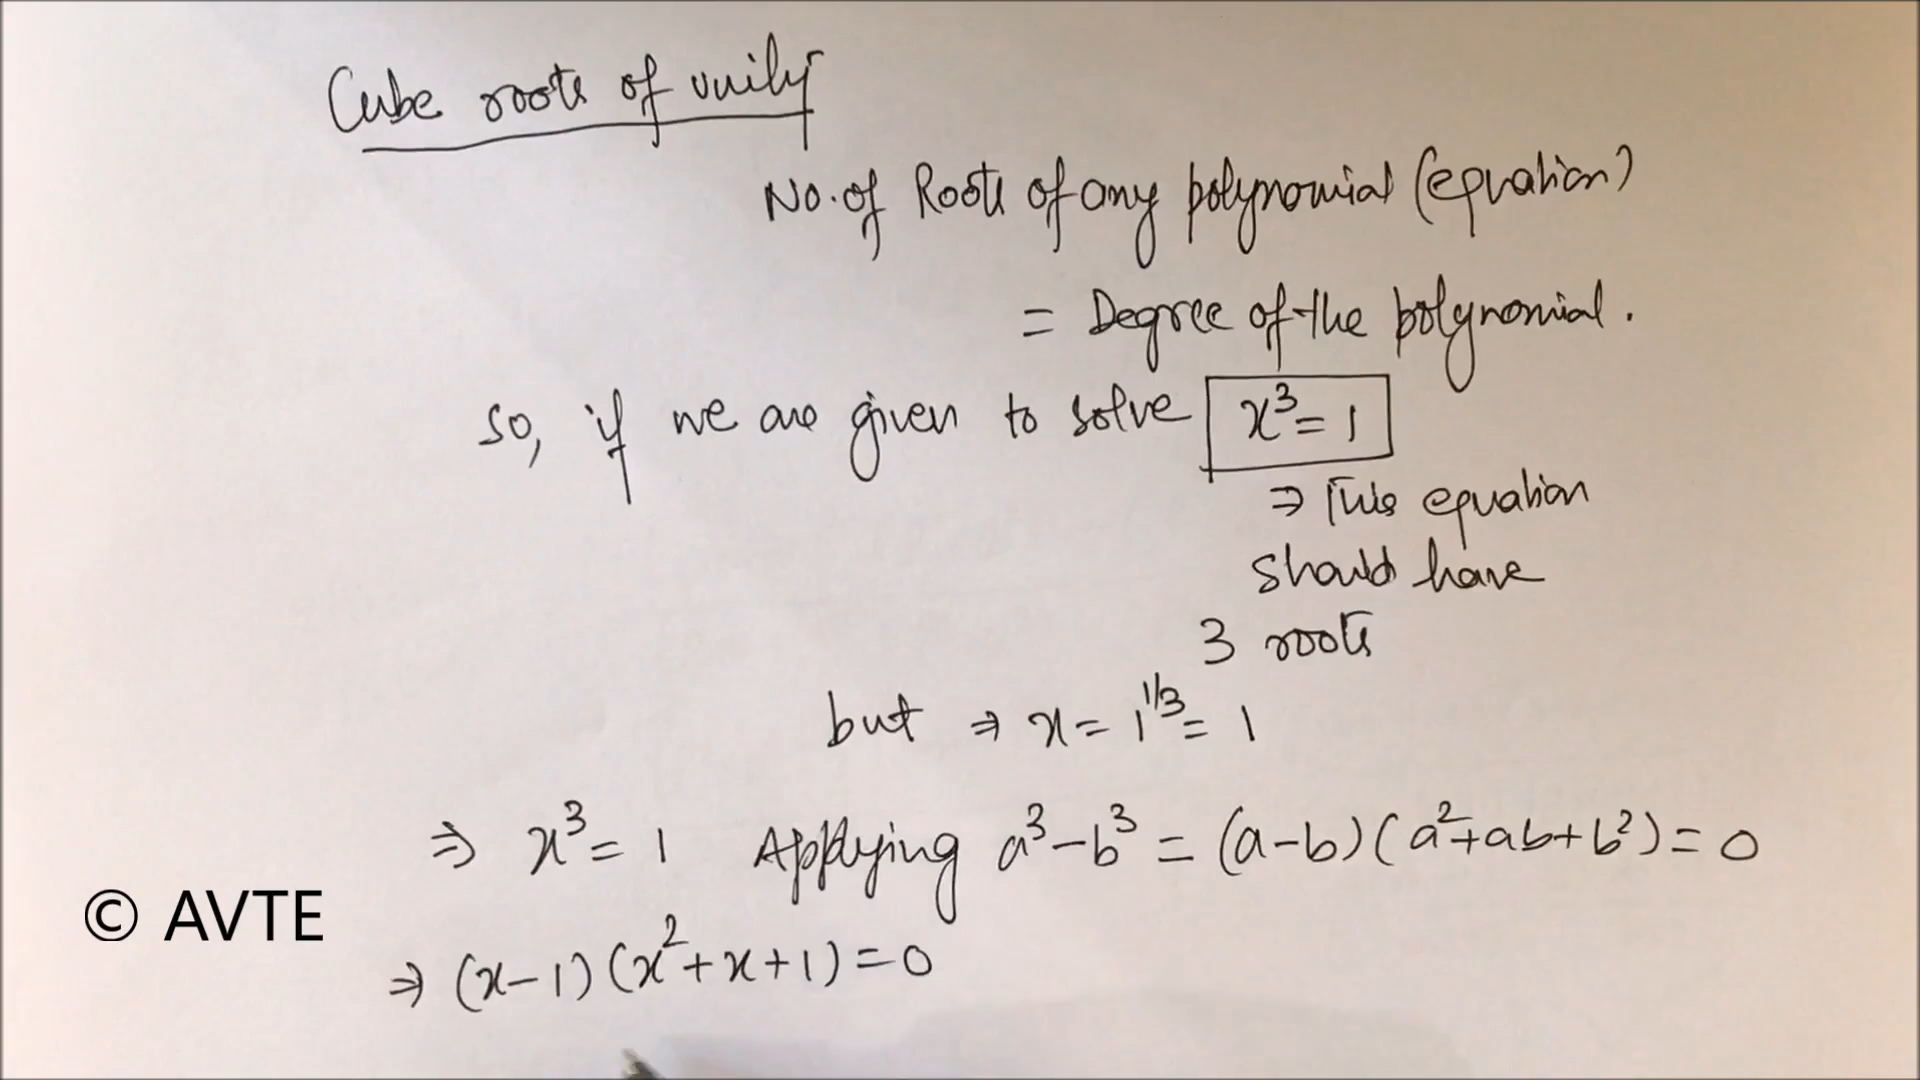 Cube roots of unity
No. of Roots of any polynomial (equation)
= Degree of the polynomial.
So, if we are given to solve x³ = 1
⇒ This equation
should have
3 roots
but ⇒ x = 1^{1/3} = 1
⇒ x³ = 1 Applying a³ - b³ = (a-b)(a²+ab+b²) = 0
© AVTE
⇒ (x-1)(x²+x+1) = 0